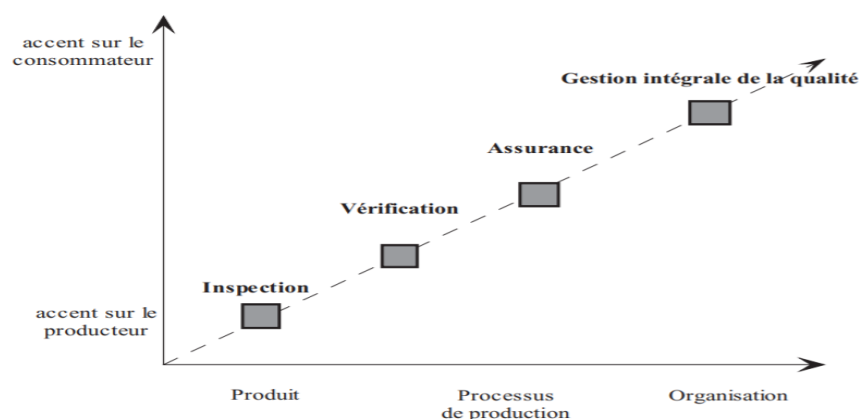 accent sur le
consommateur
Gestion intégrale de la qualité
Assurance
Vérification
Inspection
accent sur le
producteur
Produit
Processus
de production
Organisation